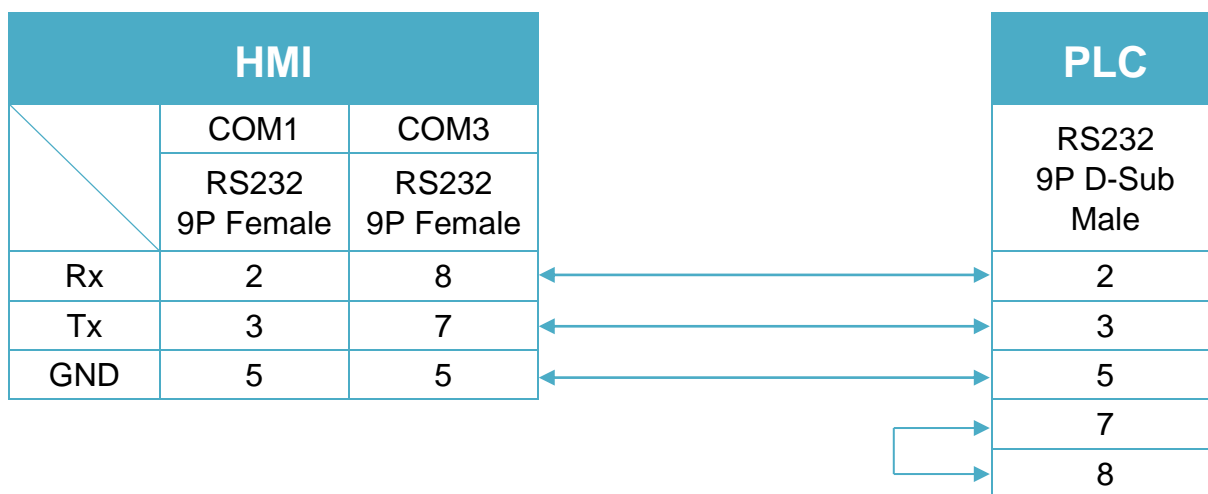 HMI
PLC
COM1 COM3
RS232
9P Female
RS232
9P Female
RS232
9P D-Sub
Male
Rx 2 8 2
Tx 3 7 3
GND 5 5 5
7
8